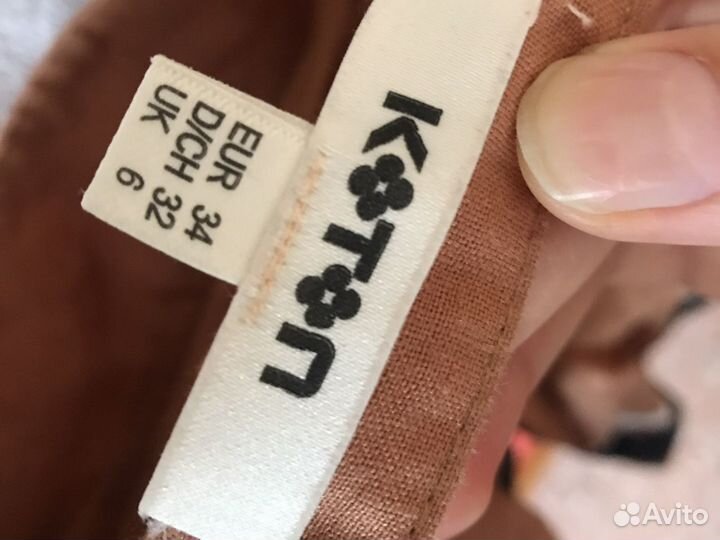 KOTON
EUR 34
D/CH 32
UK 6
Avito